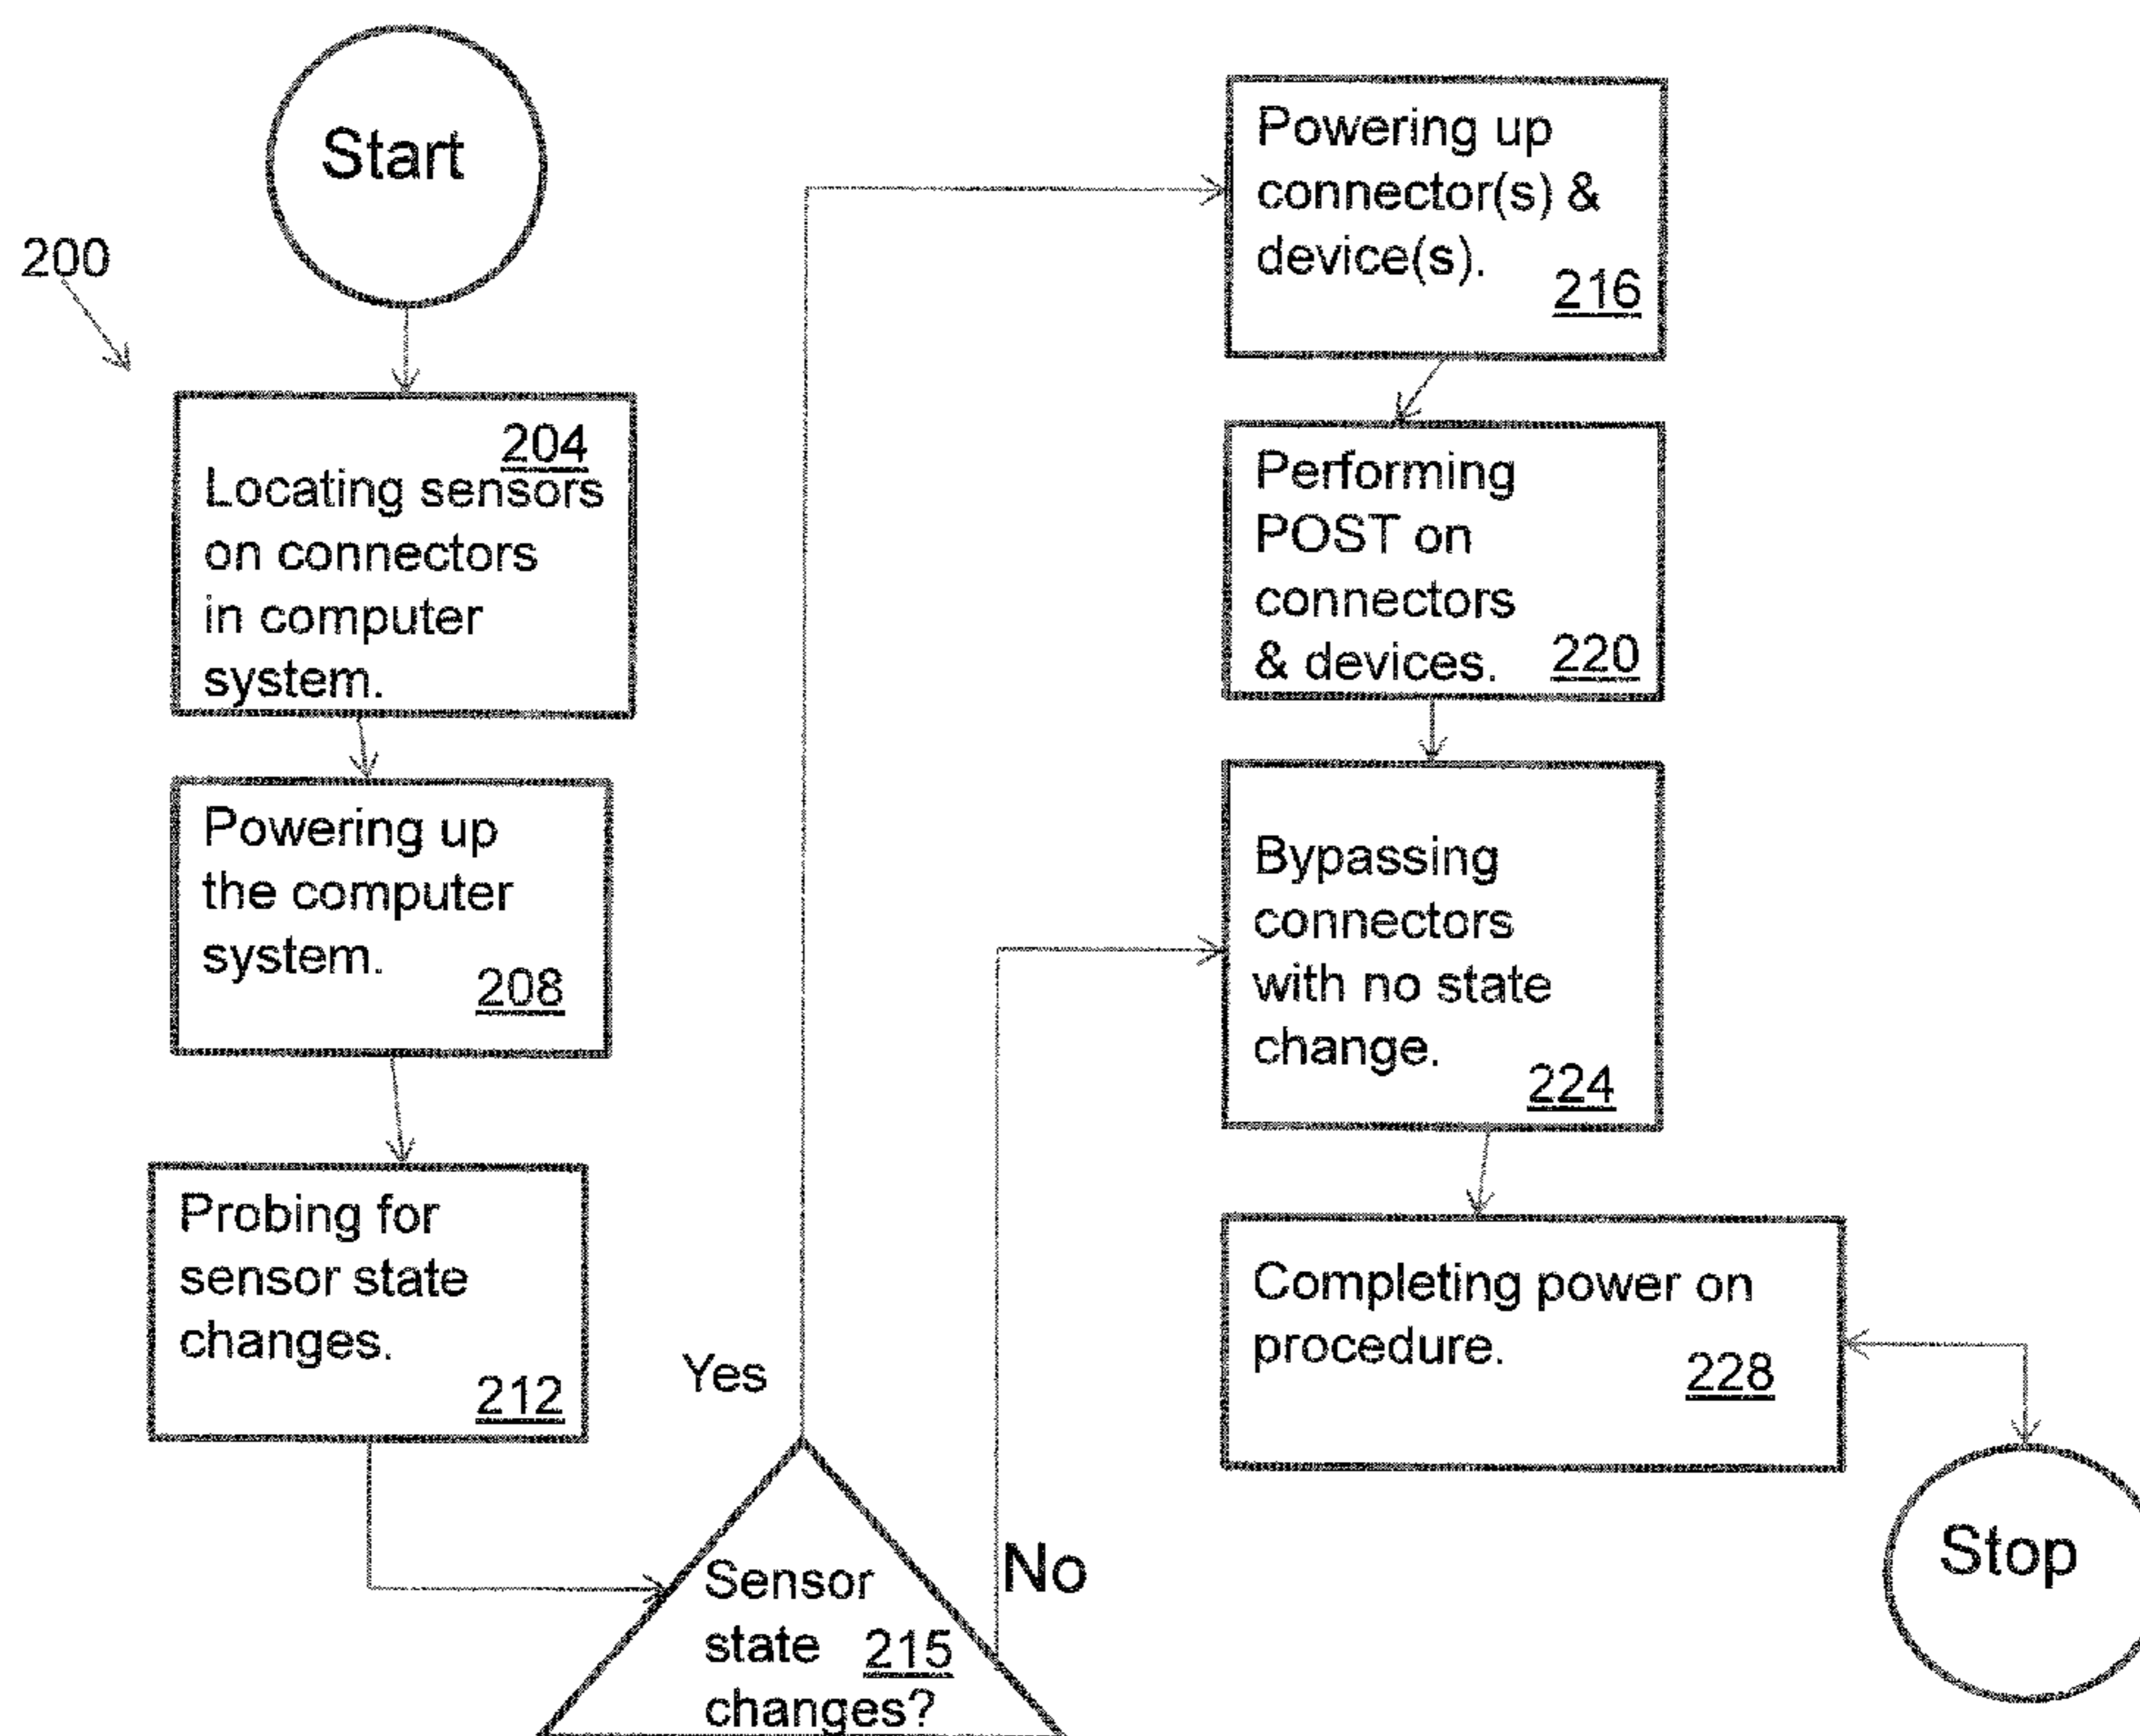 Start
200
204
Locating sensors
on connectors
in computer
system.
Powering up
the computer
system.
208
Probing for
sensor state
changes.
212
Yes
Sensor
state 215
changes?
No
Powering up
connector(s) &
device(s).
216
Performing
POST on
connectors
& devices. 220
Bypassing
connectors
with no state
change.
224
Completing power on
procedure.
228
Stop